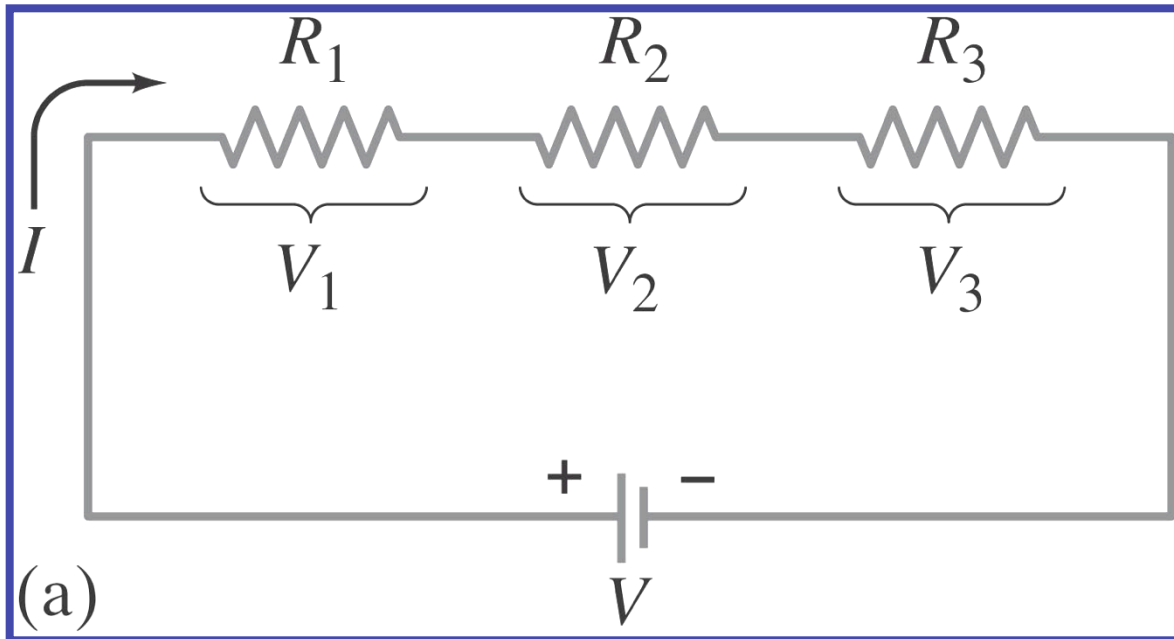 R₁ R₂ R₃
I
V₁ V₂ V₃
+ −
V
(a)